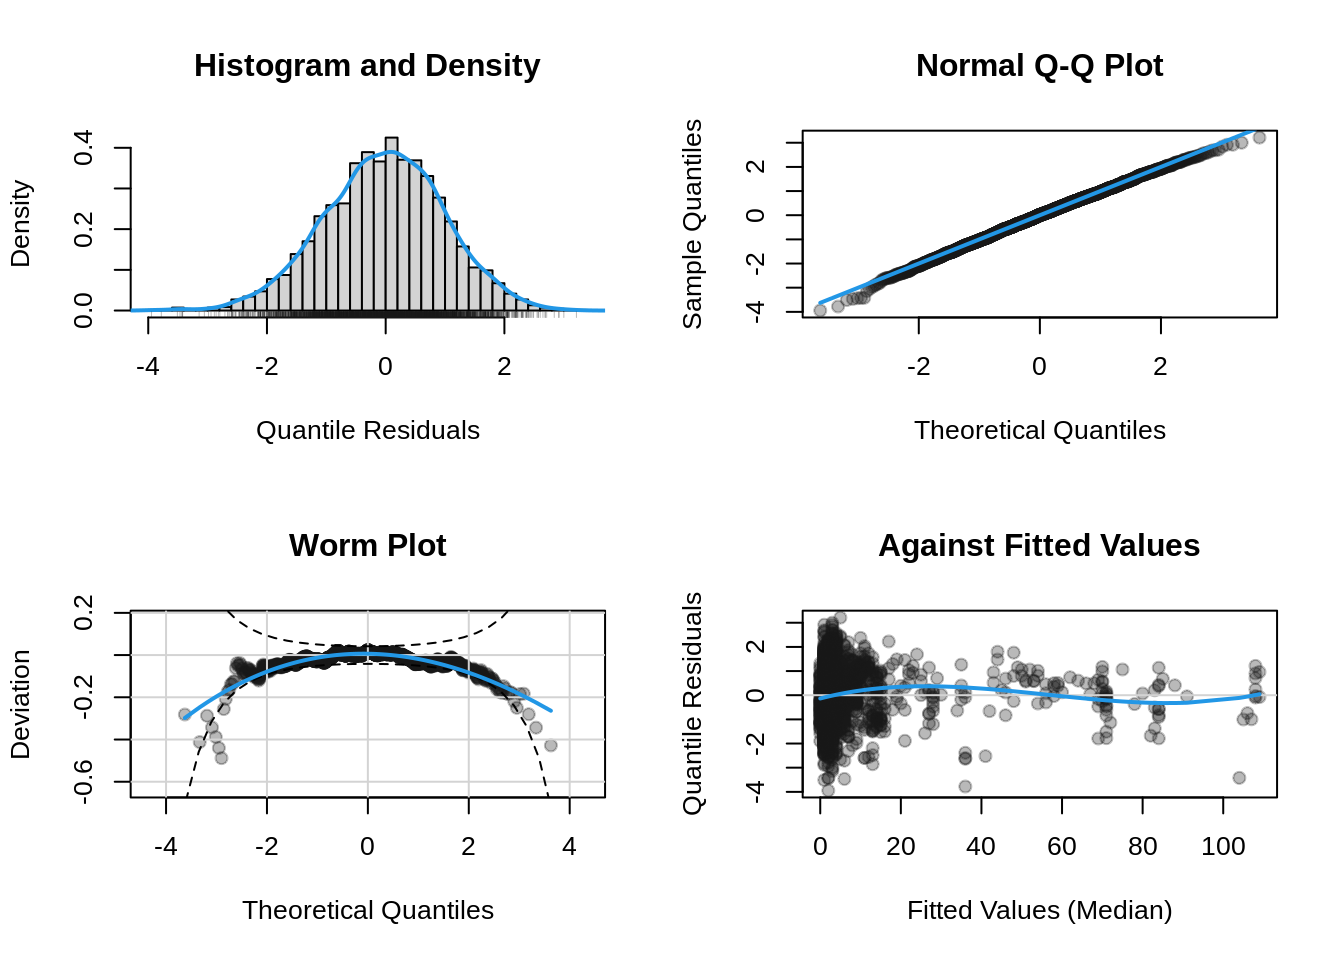 Histogram and Density
Density
0.0 0.2 0.4
-4 -2 0 2
Quantile Residuals
Normal Q-Q Plot
Sample Quantiles
-4 -2 0 2
-2 0 2
Theoretical Quantiles
Worm Plot
Deviation
-0.6 -0.2 0.2
-4 -2 0 2 4
Theoretical Quantiles
Against Fitted Values
Quantile Residuals
-4 -2 0 2
0 20 40 60 80 100
Fitted Values (Median)